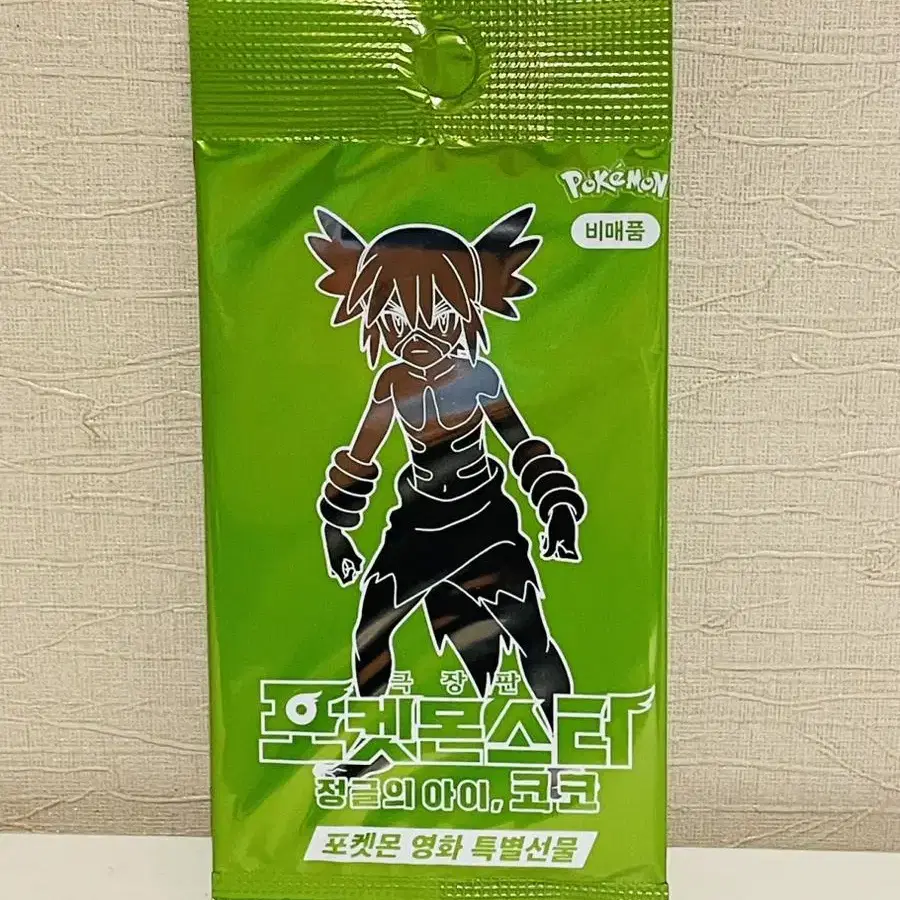 POKéMON
비매품
극장판
포켓몬스터
정글의 아이, 코코
포켓몬 영화 특별선물